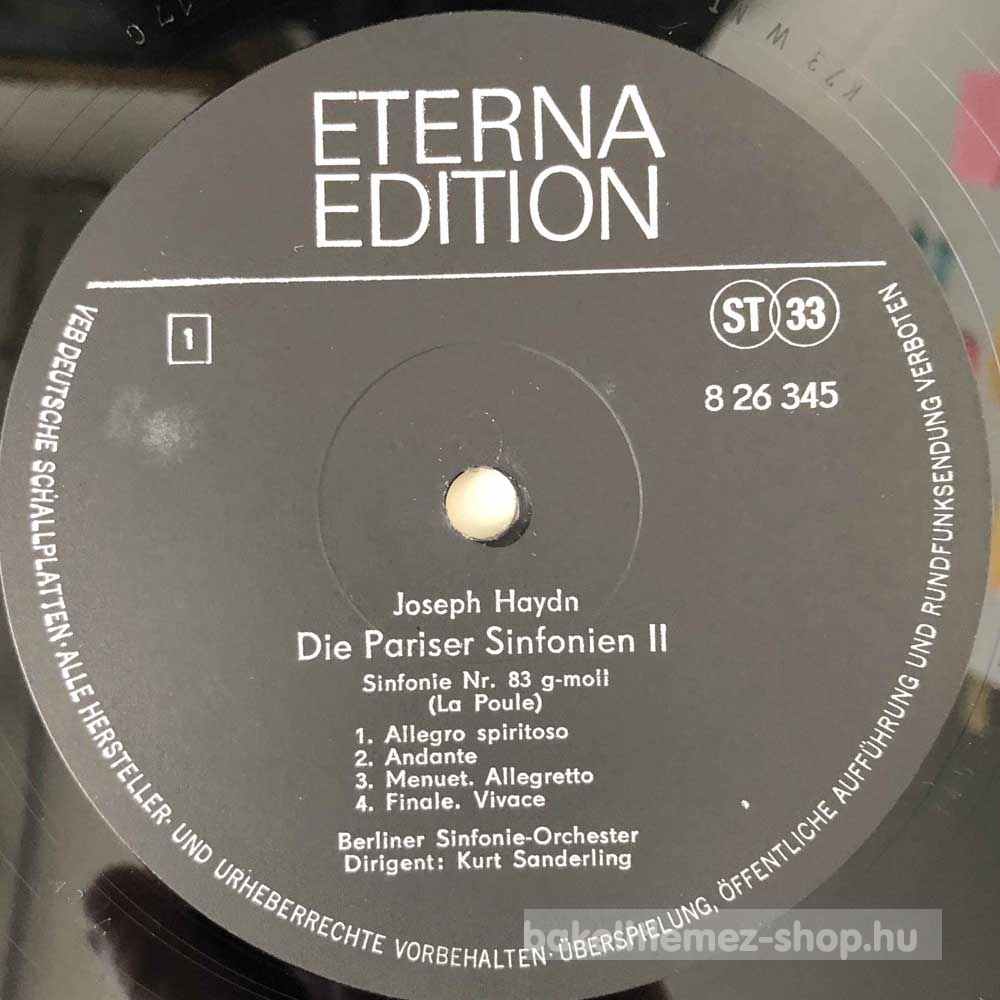 ETERNA
EDITION
1
ST 33
8 26 345
Joseph Haydn
Die Pariser Sinfonien II
Sinfonie Nr. 83 g-moll
(La Poule)
1. Allegro spiritoso
2. Andante
3. Menuet. Allegretto
4. Finale. Vivace
Berliner Sinfonie-Orchester
Dirigent: Kurt Sanderling
VEB DEUTSCHE SCHALLPLATTEN · ALLE HERSTELLER- UND URHEBERRECHTE VORBEHALTEN · ÜBERSPIELUNG, ÖFFENTLICHE AUFFÜHRUNG UND RUNDFUNKSENDUNG VERBOTEN
bakelitlemez-shop.hu